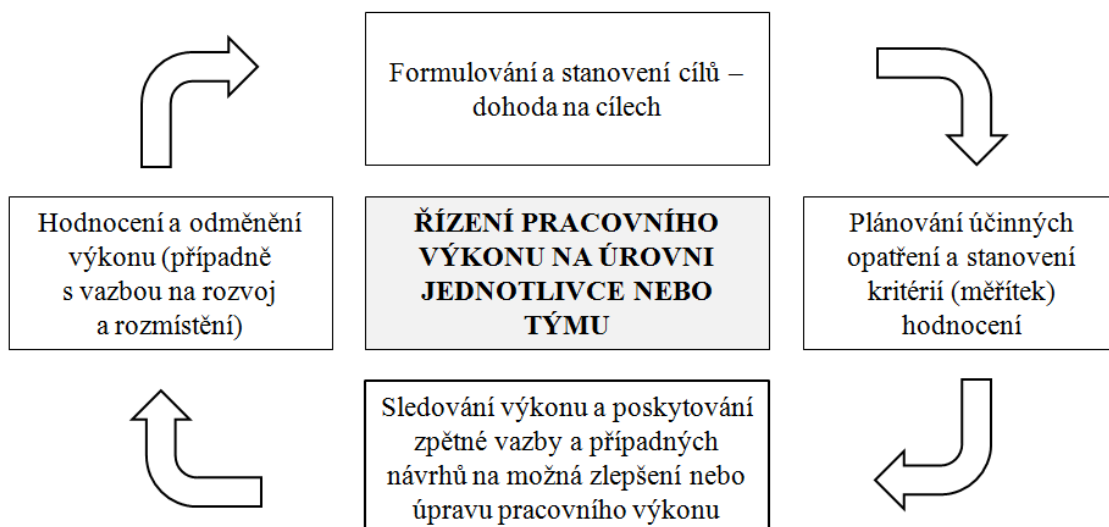 Formulování a stanovení cílů –
dohoda na cílech
Hodnocení a odměnění
výkonu (případně
s vazbou na rozvoj
a rozmístění)
ŘÍZENÍ PRACOVNÍHO
VÝKONU NA ÚROVNI
JEDNOTLIVCE NEBO
TÝMU
Plánování účinných
opatření a stanovení
kritérií (měřítek)
hodnocení
Sledování výkonu a poskytování
zpětné vazby a případných
návrhů na možná zlepšení nebo
úpravu pracovního výkonu